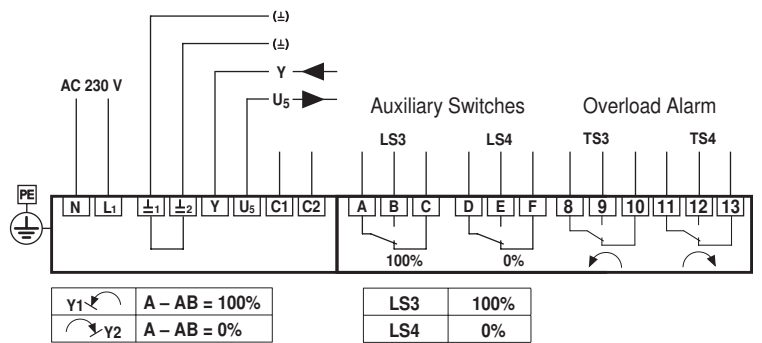 (⊥)
(⊥)
Y
AC 230 V
U5
Auxiliary Switches Overload Alarm
LS3 LS4 TS3 TS4
PE
N L1 ⊥1 ⊥2 Y U5 C1 C2 A B C D E F 8 9 10 11 12 13
100% 0%
Y1 A – AB = 100%
Y2 A – AB = 0%
LS3 100%
LS4 0%